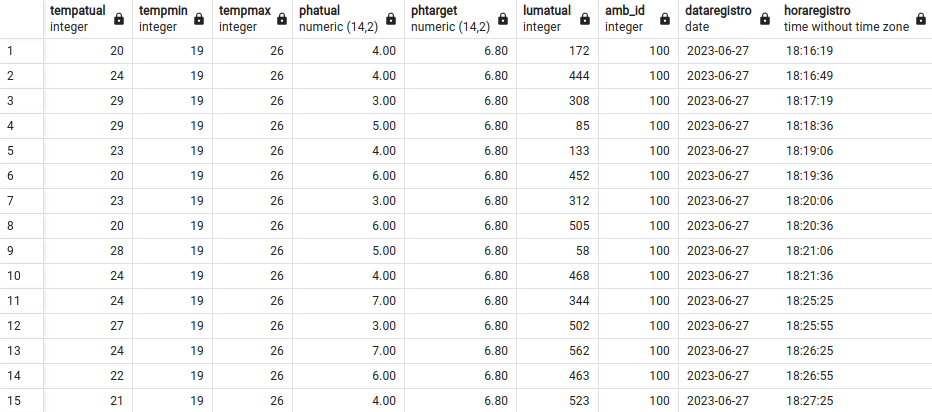 tempatual tempmin tempmax phatual phtarget lumatual amb_id dataregistro horaregistro
integer integer integer numeric (14,2) numeric (14,2) integer integer date time without time zone
1 20 19 26 4.00 6.80 172 100 2023-06-27 18:16:19
2 24 19 26 4.00 6.80 444 100 2023-06-27 18:16:49
3 29 19 26 3.00 6.80 308 100 2023-06-27 18:17:19
4 29 19 26 5.00 6.80 85 100 2023-06-27 18:18:36
5 23 19 26 4.00 6.80 133 100 2023-06-27 18:19:06
6 20 19 26 6.00 6.80 452 100 2023-06-27 18:19:36
7 23 19 26 3.00 6.80 312 100 2023-06-27 18:20:06
8 20 19 26 6.00 6.80 505 100 2023-06-27 18:20:36
9 28 19 26 5.00 6.80 58 100 2023-06-27 18:21:06
10 24 19 26 4.00 6.80 468 100 2023-06-27 18:21:36
11 24 19 26 7.00 6.80 344 100 2023-06-27 18:25:25
12 27 19 26 3.00 6.80 502 100 2023-06-27 18:25:55
13 24 19 26 7.00 6.80 562 100 2023-06-27 18:26:25
14 22 19 26 6.00 6.80 463 100 2023-06-27 18:26:55
15 21 19 26 4.00 6.80 523 100 2023-06-27 18:27:25